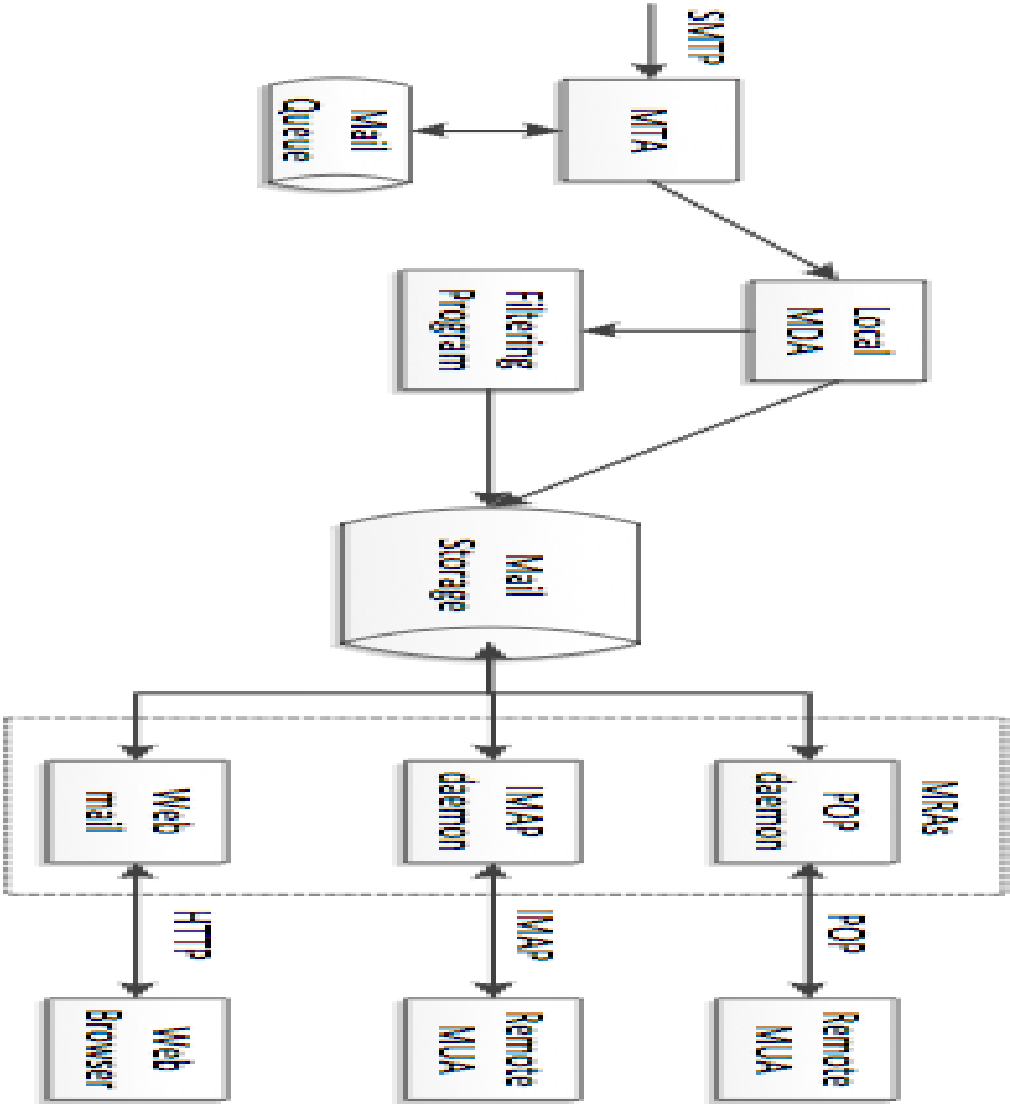 SMTP
MTA
Mail
Queue
Local
MDA
Filtering
Program
Mail
Storage
MRAs
POP
daemon
IMAP
daemon
Web
mail
POP
IMAP
HTTP
Remote
MUA
Remote
MUA
Web
Browser